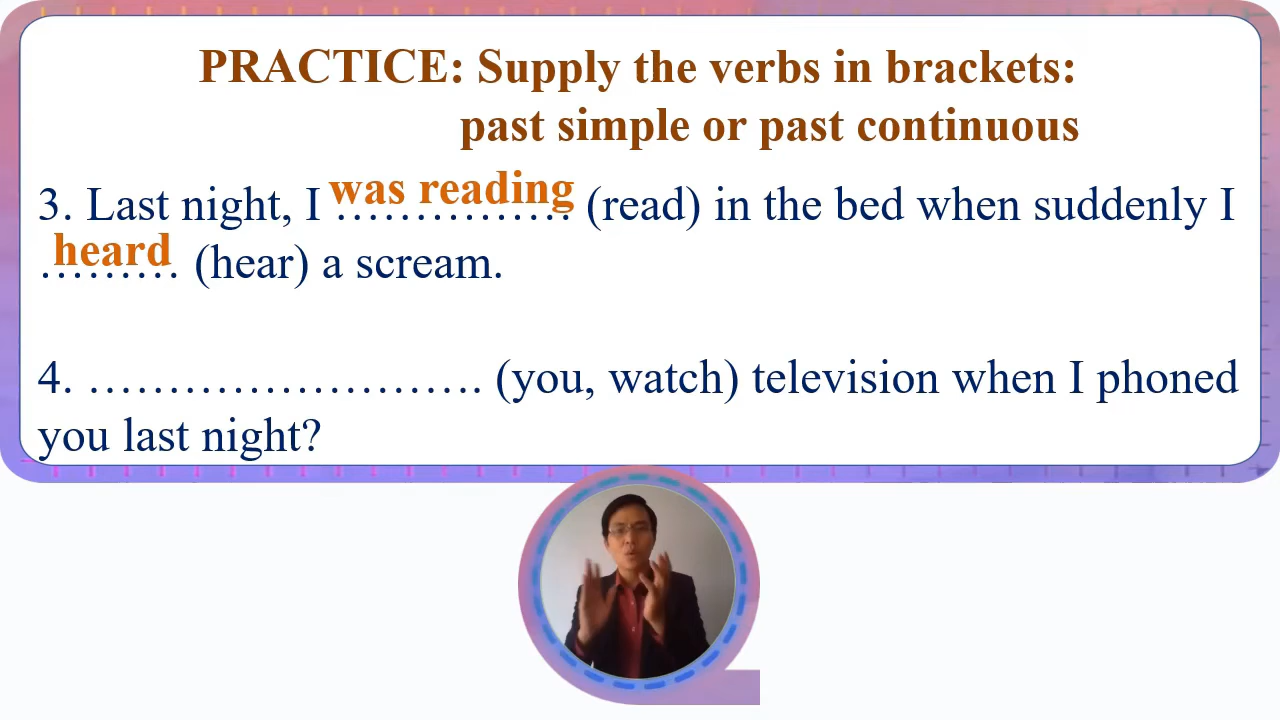 PRACTICE: Supply the verbs in brackets:
past simple or past continuous
3. Last night, I was reading …………… (read) in the bed when suddenly I
heard ……… (hear) a scream.
4. ……………………. (you, watch) television when I phoned
you last night?